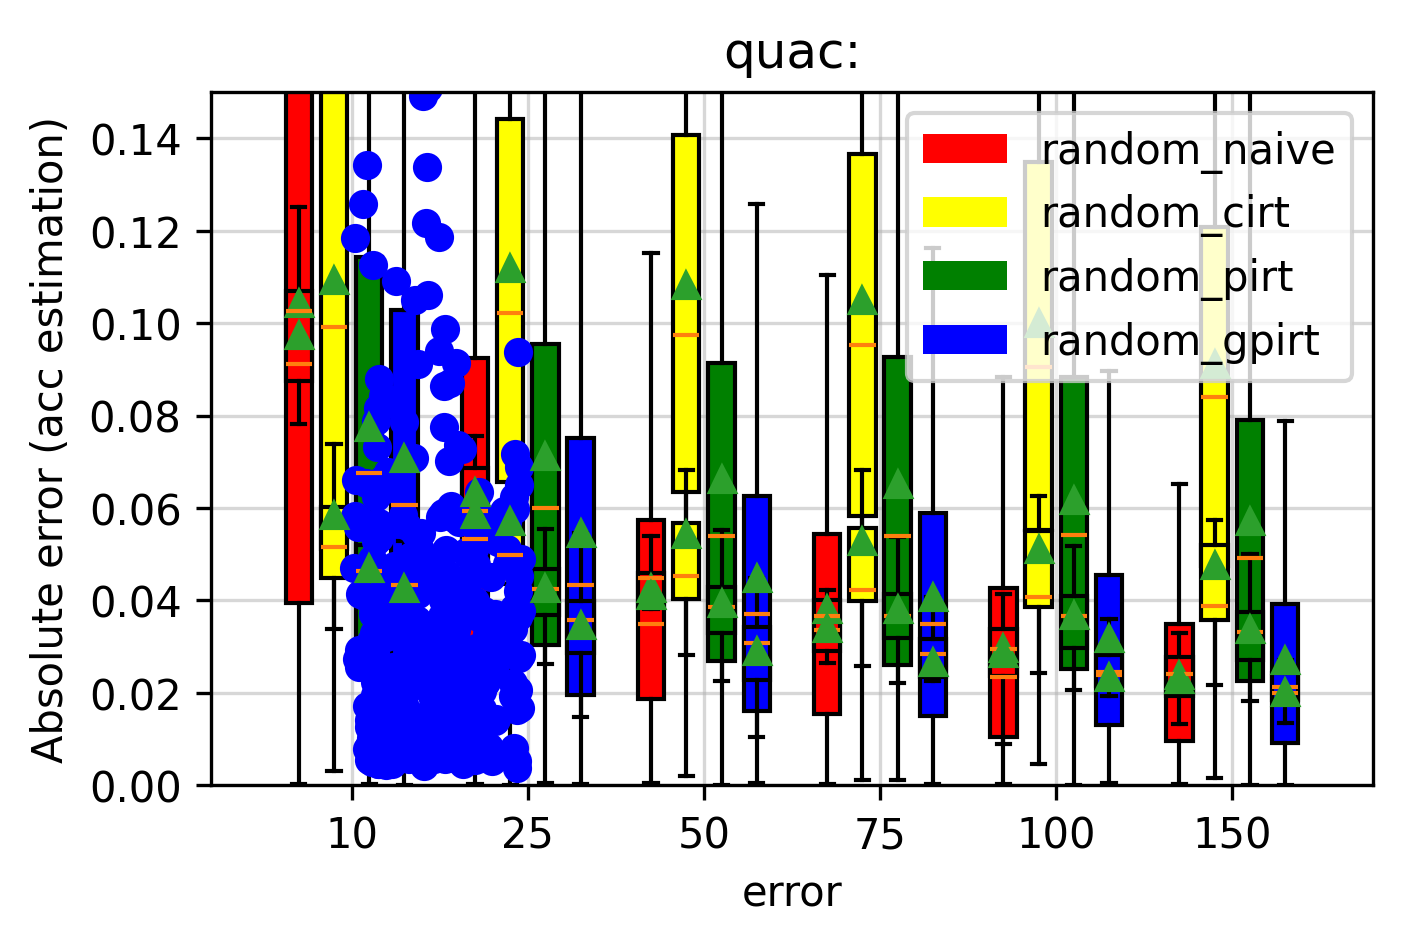 quac:
Absolute error (acc estimation)
0.14
0.12
0.10
0.08
0.06
0.04
0.02
0.00
random_naive
random_cirt
random_pirt
random_gpirt
10 25 50 75 100 150
error